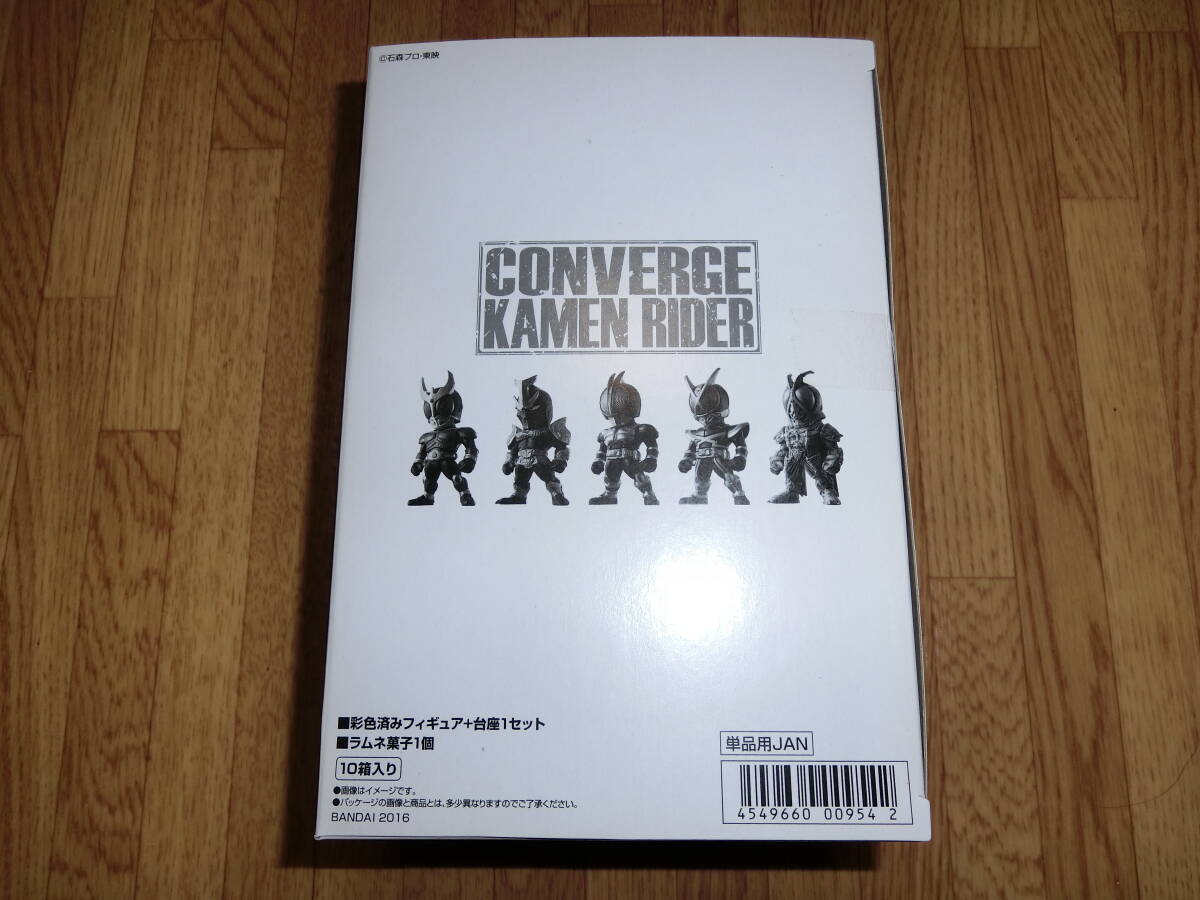 ©石森プロ・東映
CONVERGE
KAMEN RIDER
■彩色済みフィギュア+台座1セット
■ラムネ菓子1個
10箱入り
●画像はイメージです。
●パッケージの画像と商品とは、多少異なりますのでご了承ください。
BANDAI 2016
単品用JAN
4549660 00954 2